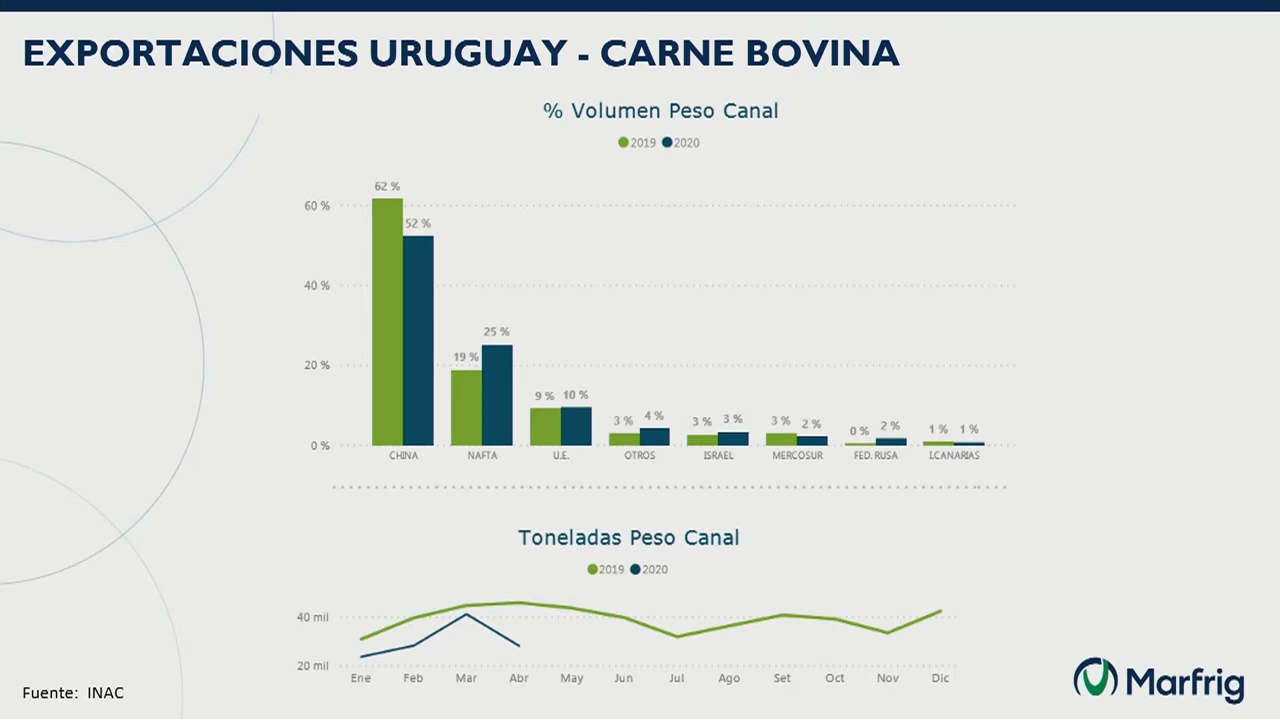 EXPORTACIONES URUGUAY - CARNE BOVINA
% Volumen Peso Canal
2019 2020
62 %
60 %
52 %
40 %
25 %
20 %
19 %
9 % 10 %
3 % 4 %
3 % 3 %
3 % 2 %
0 % 2 %
1 % 1 %
0 %
CHINA NAFTA U.E. OTROS ISRAEL MERCOSUR FED. RUSA I.CANARIAS
Toneladas Peso Canal
2019 2020
40 mil
20 mil
Ene Feb Mar Abr May Jun Jul Ago Set Oct Nov Dic
Fuente: INAC
Marfrig